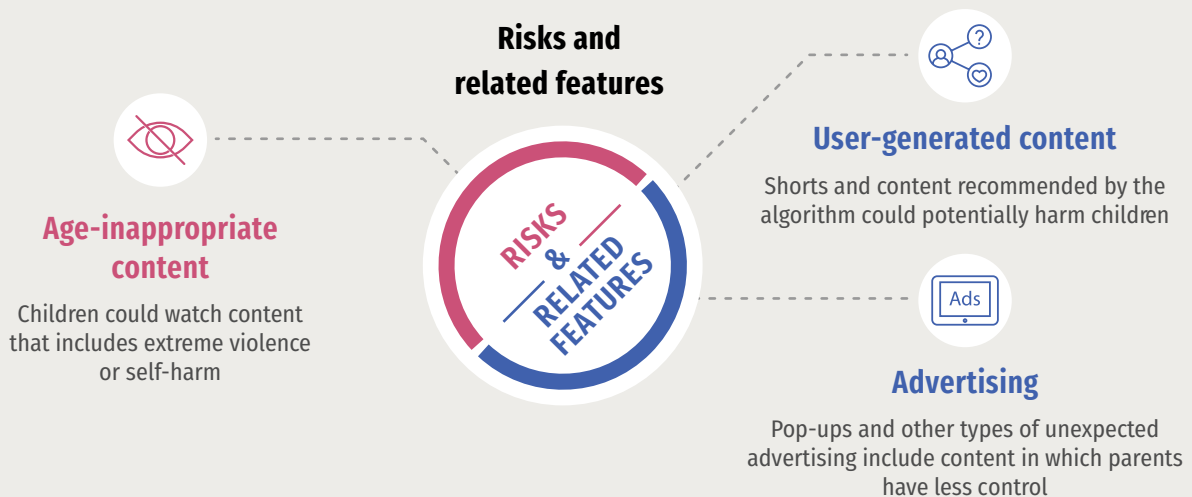 Risks and
related features
Age-inappropriate
content
Children could watch content
that includes extreme violence
or self-harm
RISKS
&
RELATED
FEATURES
?
User-generated content
Shorts and content recommended by the
algorithm could potentially harm children
Ads
Advertising
Pop-ups and other types of unexpected
advertising include content in which parents
have less control